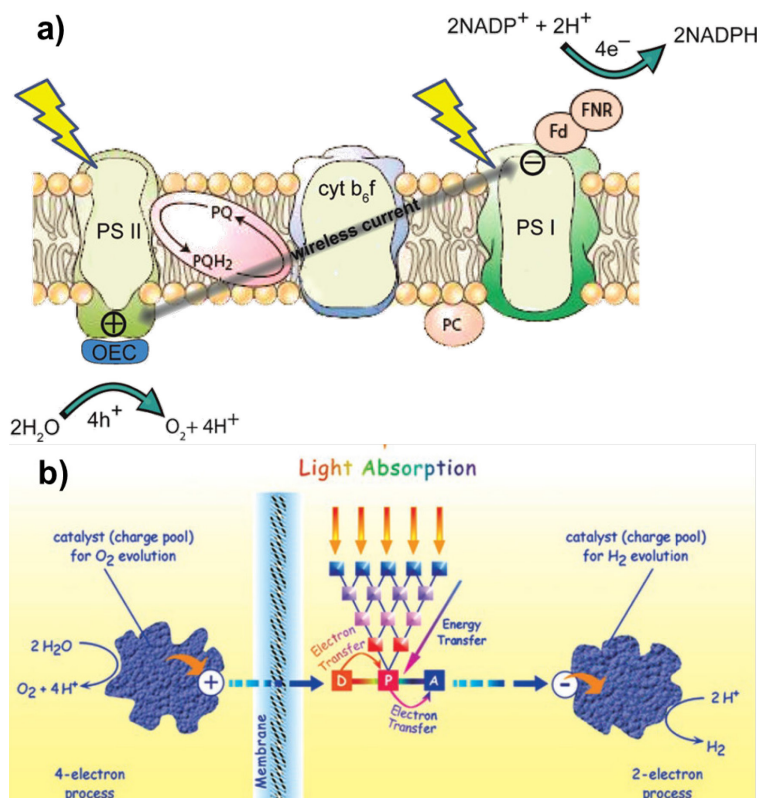 a)
2NADP⁺ + 2H⁺
4e⁻
2NADPH
FNR
Fd
PS II
PQ
PQH₂
cyt b₆f
wireless current
PS I
PC
OEC
2H₂O
4h⁺
O₂+ 4H⁺
b)
Light Absorption
catalyst (charge pool)
for O₂ evolution
2 H₂O
O₂ + 4H⁺
4-electron
process
Membrane
Electron
Transfer
Energy
Transfer
D
P
A
Electron
Transfer
catalyst (charge pool)
for H₂ evolution
2 H⁺
H₂
2-electron
process